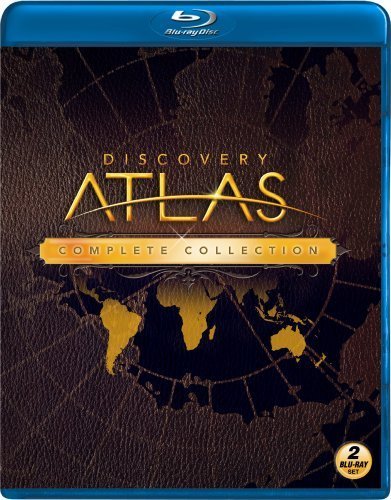 Blu-ray Disc
DISCOVERY
ATLAS
COMPLETE COLLECTION
2
BLU-RAY
SET